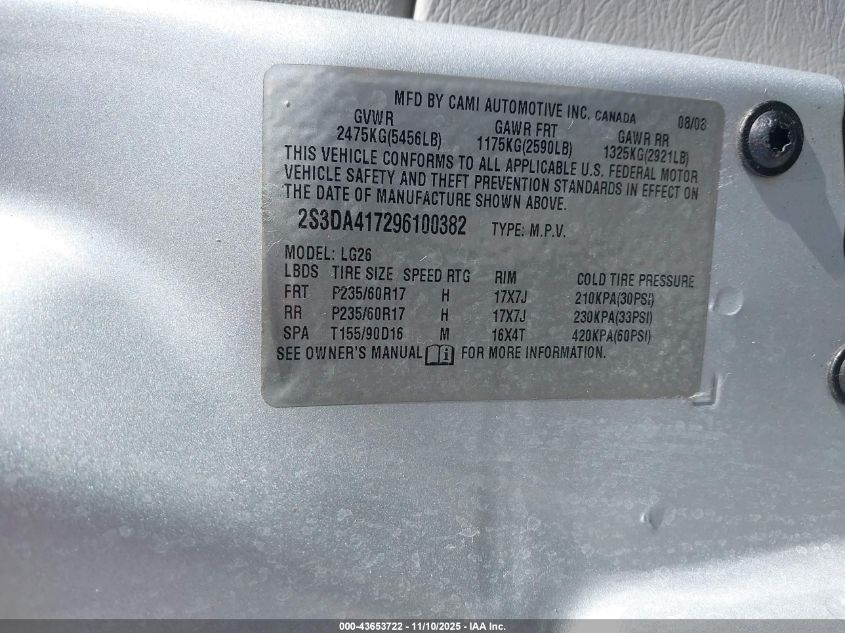 MFD BY CAMI AUTOMOTIVE INC. CANADA 08/08
GVWR GAWR FRT GAWR RR
2475KG(5456LB) 1175KG(2590LB) 1325KG(2921LB)
THIS VEHICLE CONFORMS TO ALL APPLICABLE U.S. FEDERAL MOTOR
VEHICLE SAFETY AND THEFT PREVENTION STANDARDS IN EFFECT ON
THE DATE OF MANUFACTURE SHOWN ABOVE.
2S3DA417296100382 TYPE: M.P.V.
MODEL: LG26
LBDS TIRE SIZE SPEED RTG RIM COLD TIRE PRESSURE
FRT P235/60R17 H 17X7J 210KPA(30PSI)
RR P235/60R17 H 17X7J 230KPA(33PSI)
SPA T155/90D16 M 16X4T 420KPA(60PSI)
SEE OWNER'S MANUAL FOR MORE INFORMATION.
000-43653722 - 11/10/2025 - IAA Inc.